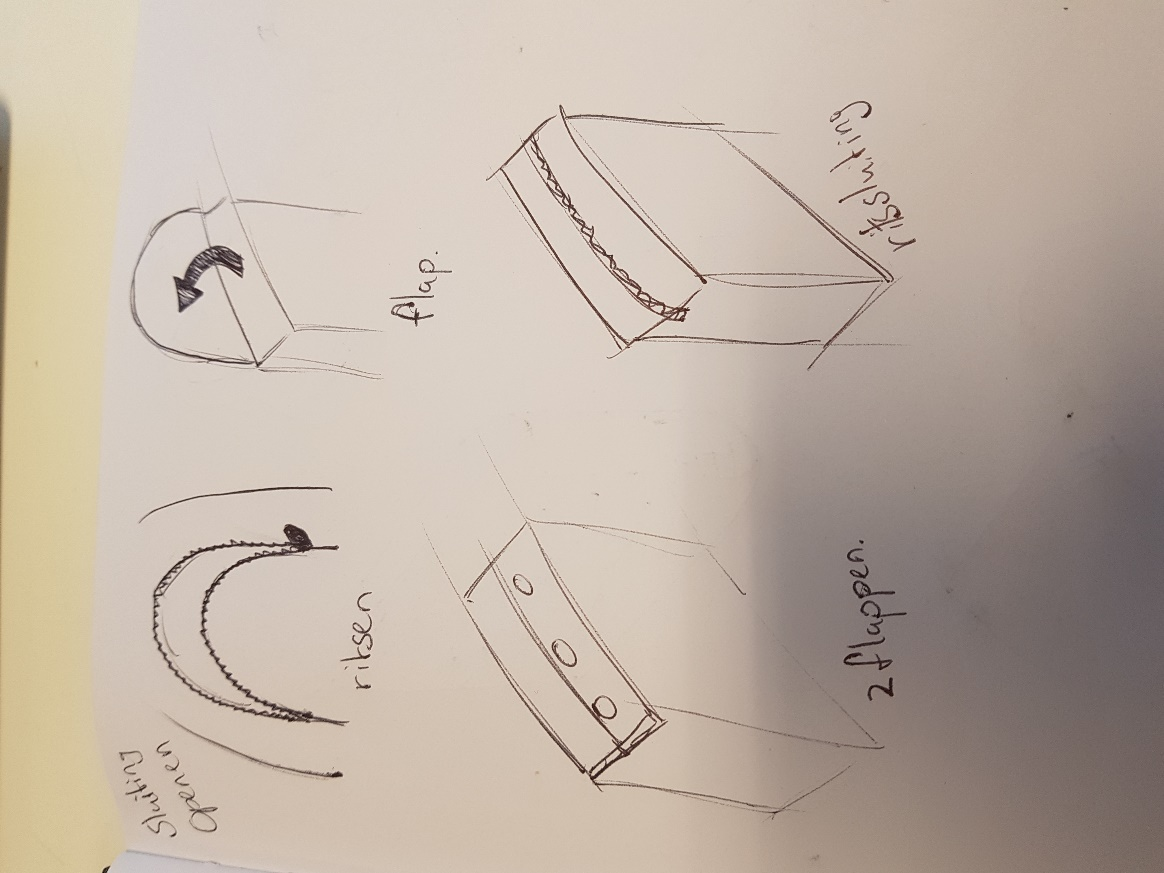 Sluiting
openen
ritsen
flap.
2 flappen.
ritssluiting